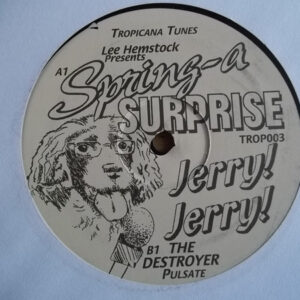 TROPICANA TUNES
Lee Hemstock
Presents
A1
Spring-a
SURPRISE
TROP003
Jerry!
Jerry!
B1 THE
DESTROYER
PULSATE